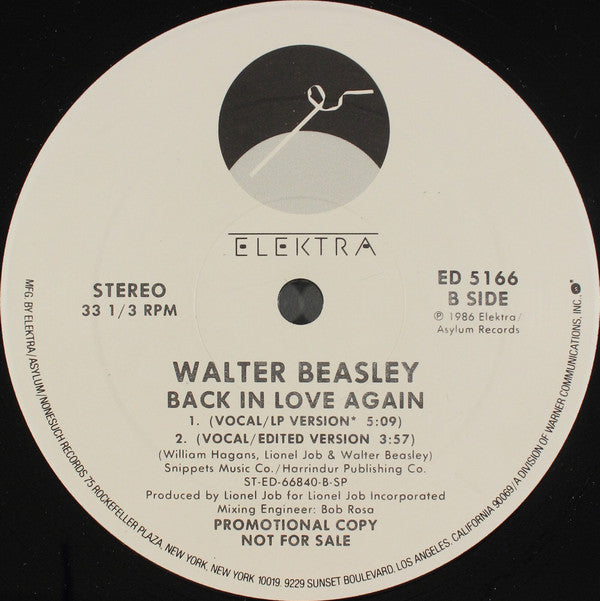 ELEKTRA
STEREO
33 1/3 RPM
ED 5166
B SIDE
℗ 1986 Elektra/
Asylum Records
WALTER BEASLEY
BACK IN LOVE AGAIN
1. (VOCAL/LP VERSION* 5:09)
2. (VOCAL/EDITED VERSION 3:57)
(William Hagans, Lionel Job & Walter Beasley)
Snippets Music Co./Harrindur Publishing Co.
ST-ED-66840-B-SP
Produced by Lionel Job for Lionel Job Incorporated
Mixing Engineer: Bob Rosa
PROMOTIONAL COPY
NOT FOR SALE
MFG. BY ELEKTRA/ASYLUM/NONESUCH RECORDS 75 ROCKEFELLER PLAZA, NEW YORK, NEW YORK 10019. 9229 SUNSET BOULEVARD, LOS ANGELES, CALIFORNIA 90069/A DIVISION OF WARNER COMMUNICATIONS, INC.